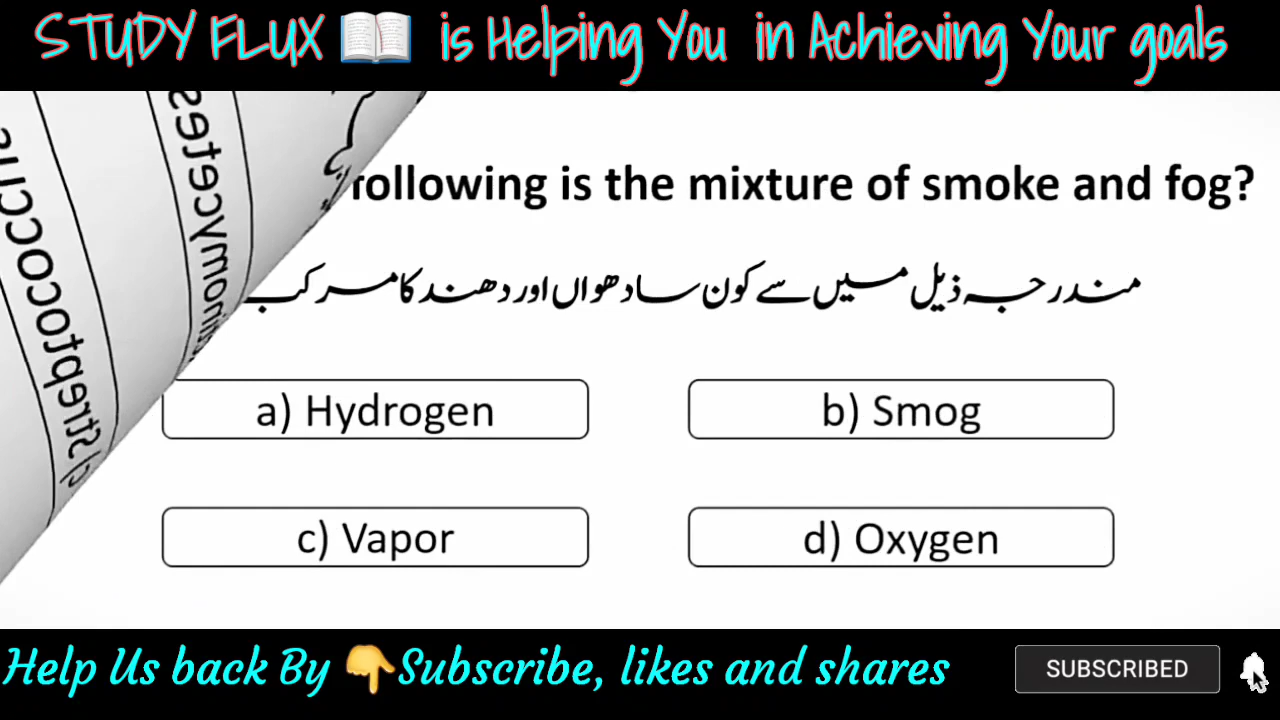 STUDY FLUX 📖 is Helping You in Achieving Your goals
following is the mixture of smoke and fog?
مندرجہ ذیل میں سے کون سا دھواں اور دھند کا مرکب
a) Hydrogen
b) Smog
c) Vapor
d) Oxygen
Help Us back By 👇Subscribe, likes and shares
SUBSCRIBED